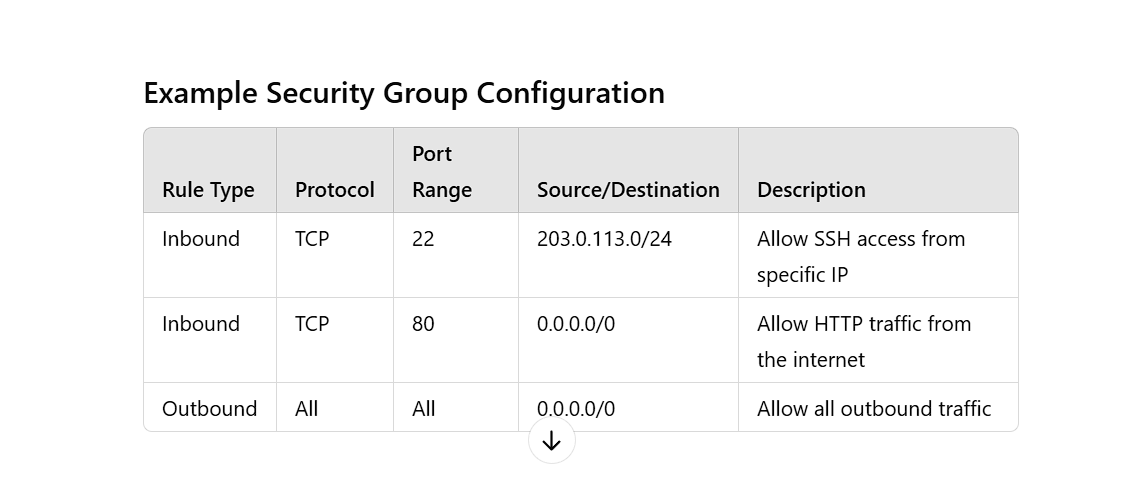 Example Security Group Configuration
Rule Type Protocol Port Range Source/Destination Description
Inbound TCP 22 203.0.113.0/24 Allow SSH access from
specific IP
Inbound TCP 80 0.0.0.0/0 Allow HTTP traffic from
the internet
Outbound All All 0.0.0.0/0 Allow all outbound traffic